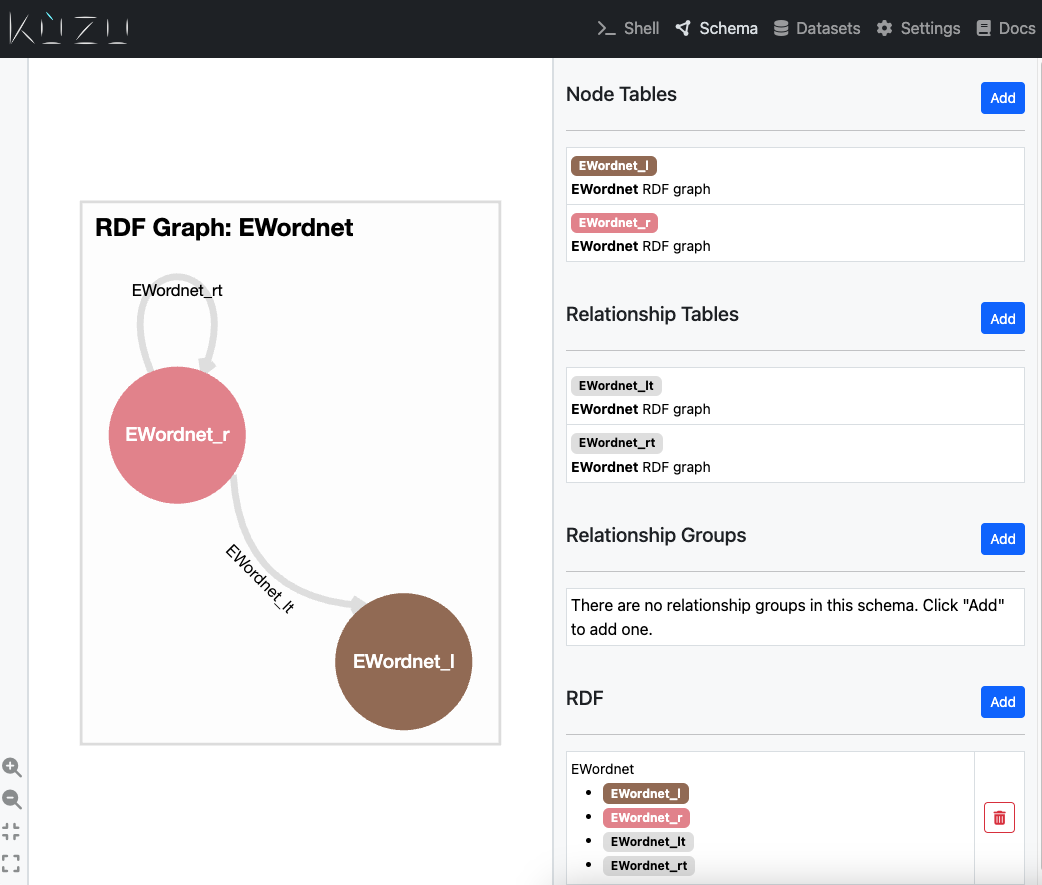 kùzu
Shell Schema Datasets Settings Docs
RDF Graph: EWordnet
EWordnet_rt
EWordnet_r
EWordnet_lt
EWordnet_l
Node Tables
Add
EWordnet_l
EWordnet RDF graph
EWordnet_r
EWordnet RDF graph
Relationship Tables
Add
EWordnet_lt
EWordnet RDF graph
EWordnet_rt
EWordnet RDF graph
Relationship Groups
Add
There are no relationship groups in this schema. Click "Add"
to add one.
RDF
Add
EWordnet
EWordnet_l
EWordnet_r
EWordnet_lt
EWordnet_rt